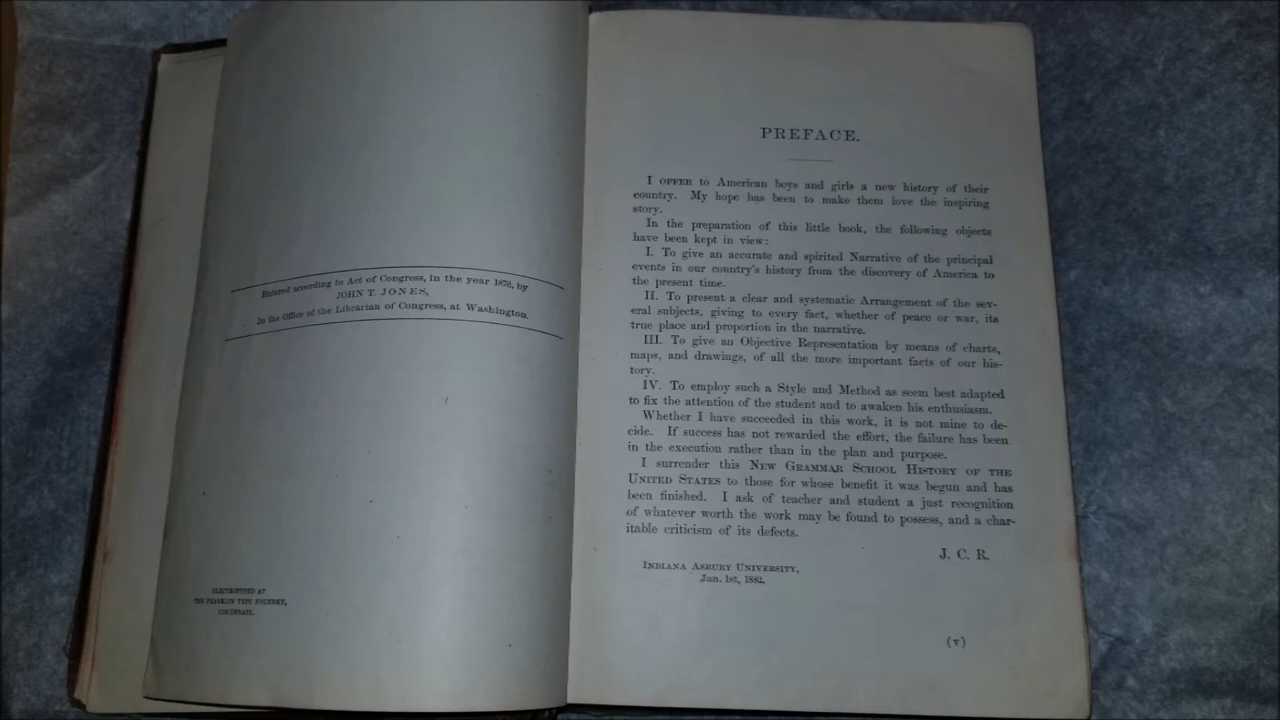 Entered according to Act of Congress, in the year 1876, by
JOHN T. JONES,
In the Office of the Librarian of Congress, at Washington.
ELECTROTYPED AT
THE FRANKLIN TYPE FOUNDRY,
CINCINNATI.
PREFACE.
I OFFER to American boys and girls a new history of their
country. My hope has been to make them love the inspiring
story.
In the preparation of this little book, the following objects
have been kept in view:
I. To give an accurate and spirited Narrative of the principal
events in our country's history from the discovery of America to
the present time.
II. To present a clear and systematic Arrangement of the sev-
eral subjects, giving to every fact, whether of peace or war, its
true place and proportion in the narrative.
III. To give an Objective Representation by means of charts,
maps, and drawings, of all the more important facts of our his-
tory.
IV. To employ such a Style and Method as seem best adapted
to fix the attention of the student and to awaken his enthusiasm.
Whether I have succeeded in this work, it is not mine to de-
cide. If success has not rewarded the effort, the failure has been
in the execution rather than in the plan and purpose.
I surrender this NEW GRAMMAR SCHOOL HISTORY OF THE
UNITED STATES to those for whose benefit it was begun and has
been finished. I ask of teacher and student a just recognition
of whatever worth the work may be found to possess, and a char-
itable criticism of its defects.
J. C. R.
INDIANA ASBURY UNIVERSITY,
Jan. 1st, 1882.
(v)